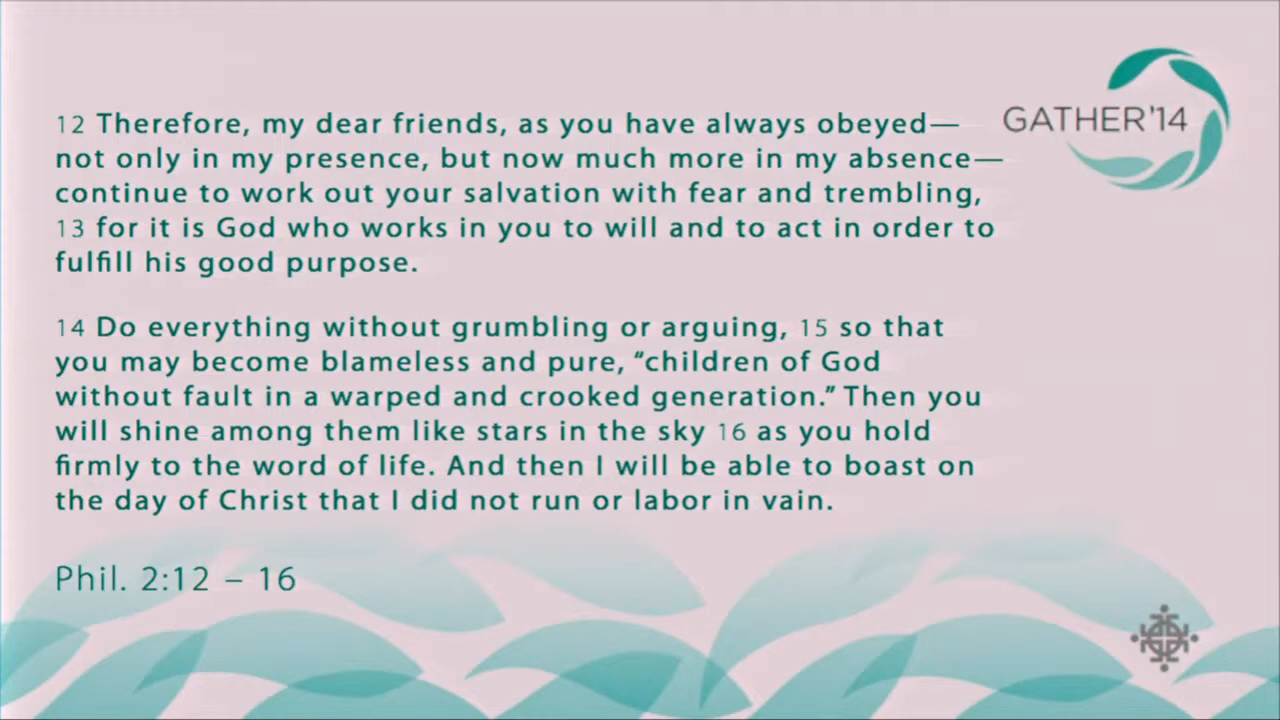 GATHER'14
12 Therefore, my dear friends, as you have always obeyed—
not only in my presence, but now much more in my absence—
continue to work out your salvation with fear and trembling,
13 for it is God who works in you to will and to act in order to
fulfill his good purpose.
14 Do everything without grumbling or arguing, 15 so that
you may become blameless and pure, “children of God
without fault in a warped and crooked generation.” Then you
will shine among them like stars in the sky 16 as you hold
firmly to the word of life. And then I will be able to boast on
the day of Christ that I did not run or labor in vain.
Phil. 2:12 – 16